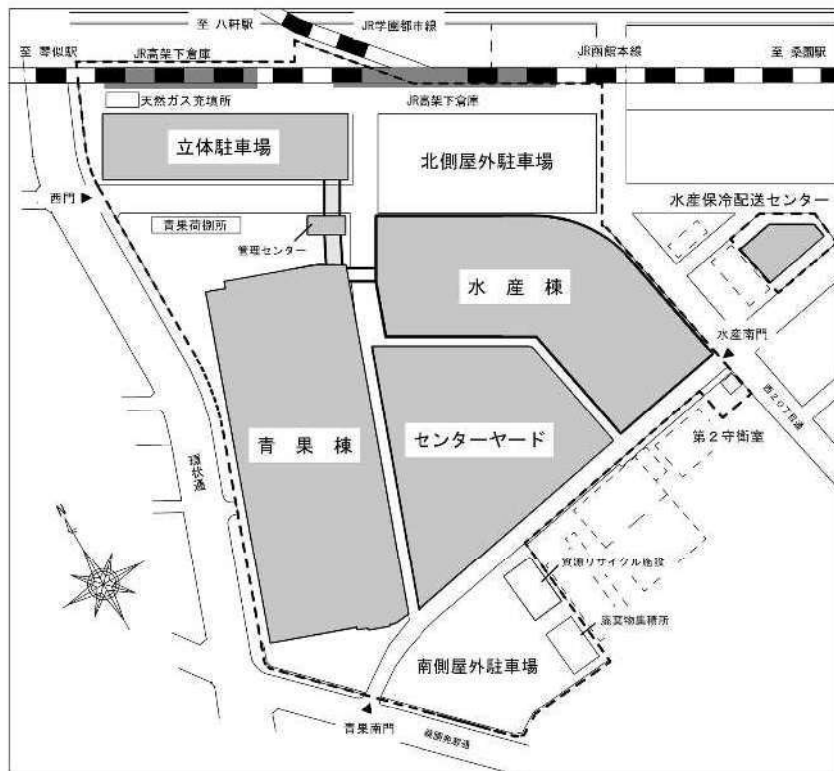 至 八軒駅
JR学園都市線
至 琴似駅
JR高架下倉庫
JR函館本線
至 桑園駅
天然ガス充填所
JR高架下倉庫
立体駐車場
北側屋外駐車場
西門
水産保冷配送センター
青果荷捌所
管理センター
水 産 棟
水産南門
西20丁目通
青 果 棟
センターヤード
第2守衛室
環状通
N
資源リサイクル施設
廃棄物集積所
南側屋外駐車場
青果南門